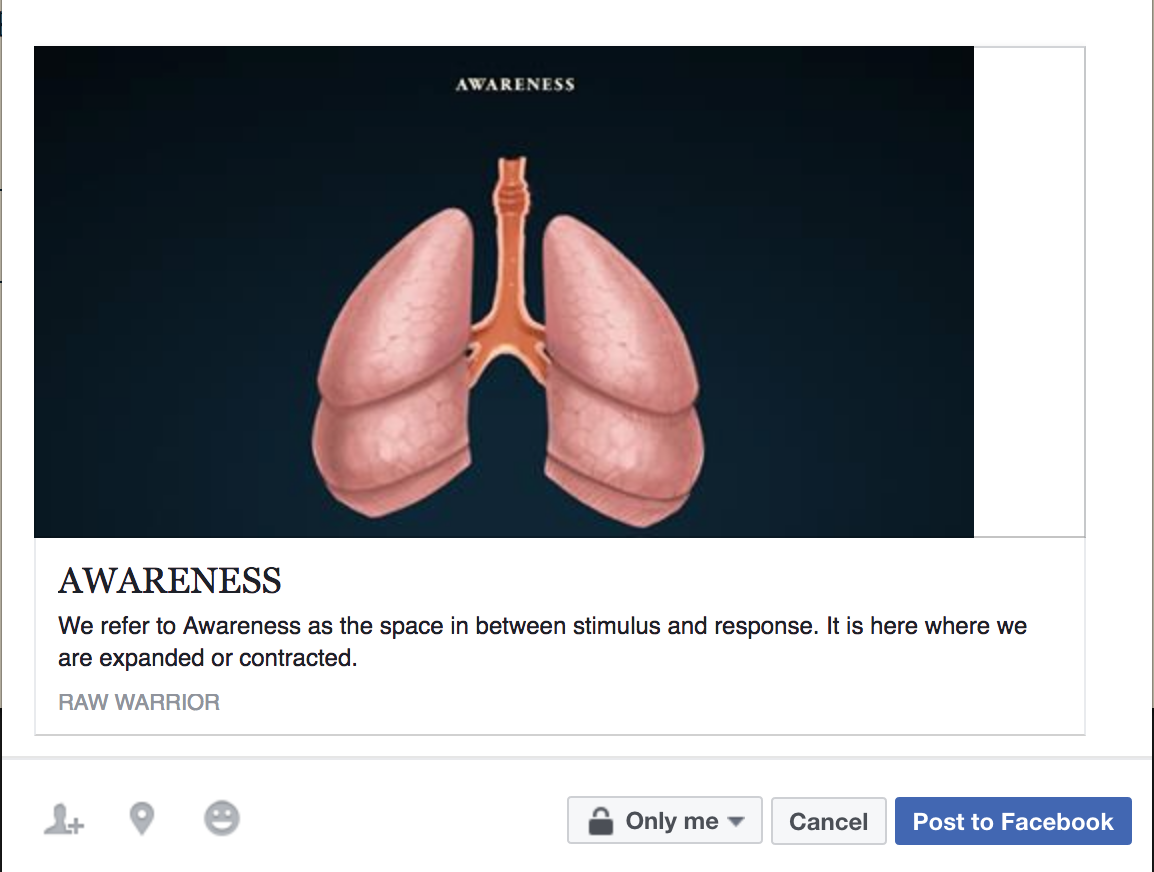 AWARENESS
AWARENESS
We refer to Awareness as the space in between stimulus and response. It is here where we
are expanded or contracted.
RAW WARRIOR
Only me
Cancel
Post to Facebook